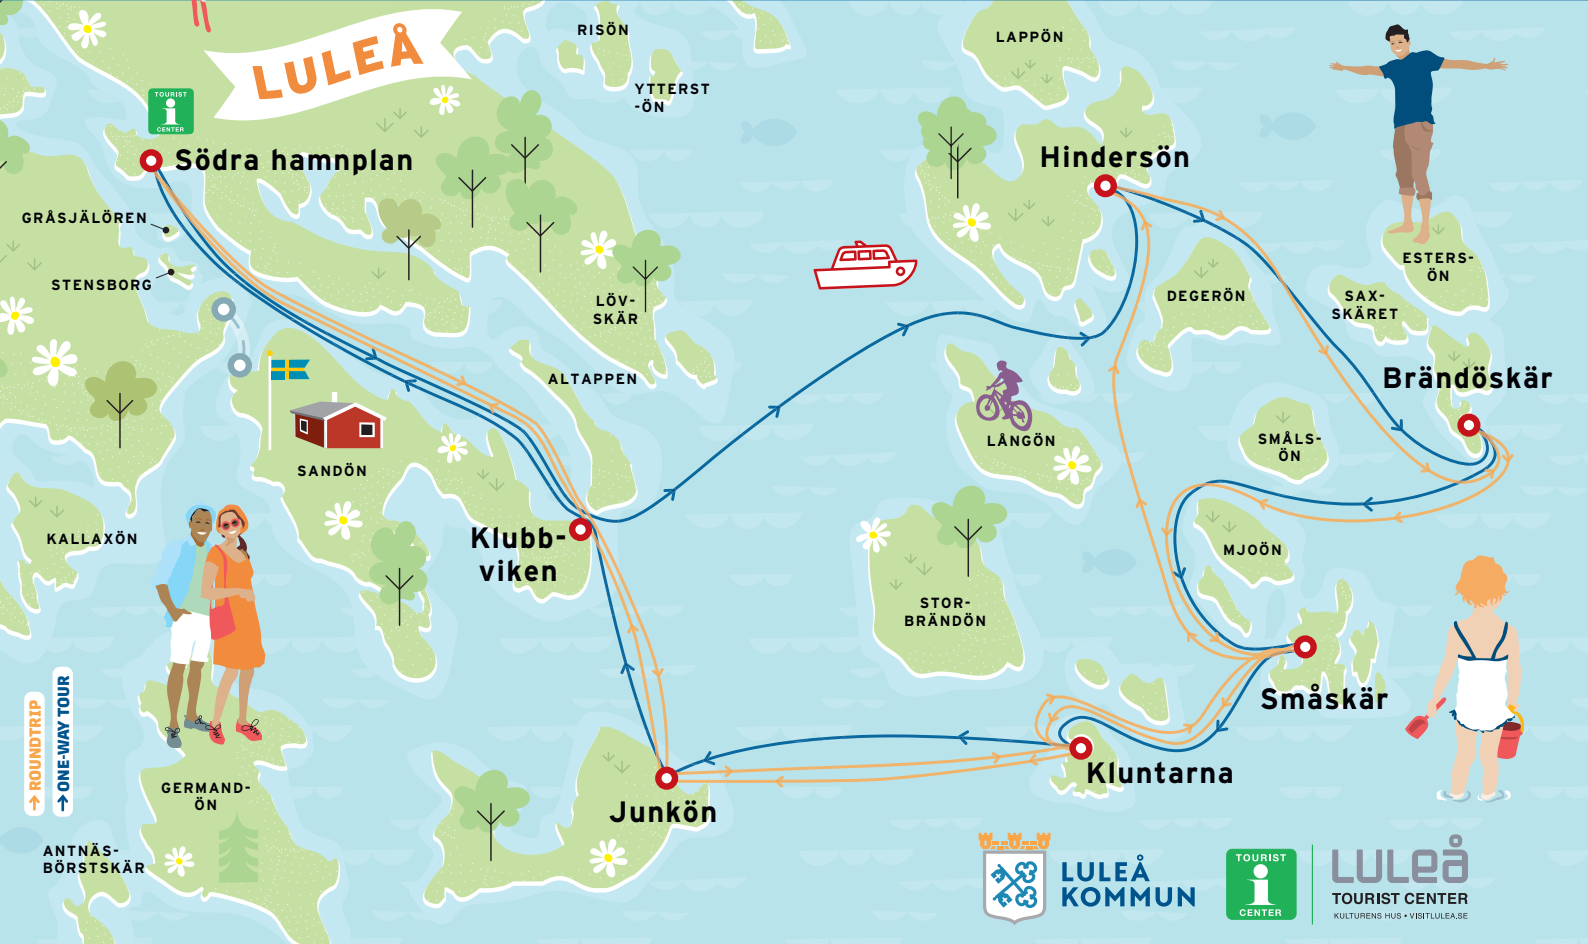 LULEÅ
RISÖN
YTTERST
-ÖN
LAPPÖN
TOURIST
i
CENTER
Södra hamnplan
Hindersön
GRÅSJÄLÖREN
STENSBORG
LÖV-
SKÄR
DEGERÖN
ESTERS-
ÖN
SAX-
SKÄRET
ALTAPPEN
Brändöskär
SANDÖN
LÅNGÖN
SMÅLS-
ÖN
KALLAXÖN
Klubb-
viken
MJOÖN
STOR-
BRÄNDÖN
Småskär
→ ROUNDTRIP
→ ONE-WAY TOUR
GERMAND-
ÖN
Junkön
Kluntarna
ANTNÄS-
BÖRSTSKÄR
LULEÅ
KOMMUN
TOURIST
i
CENTER
LULEÅ
TOURIST CENTER
KULTURENS HUS • VISITLULEA.SE